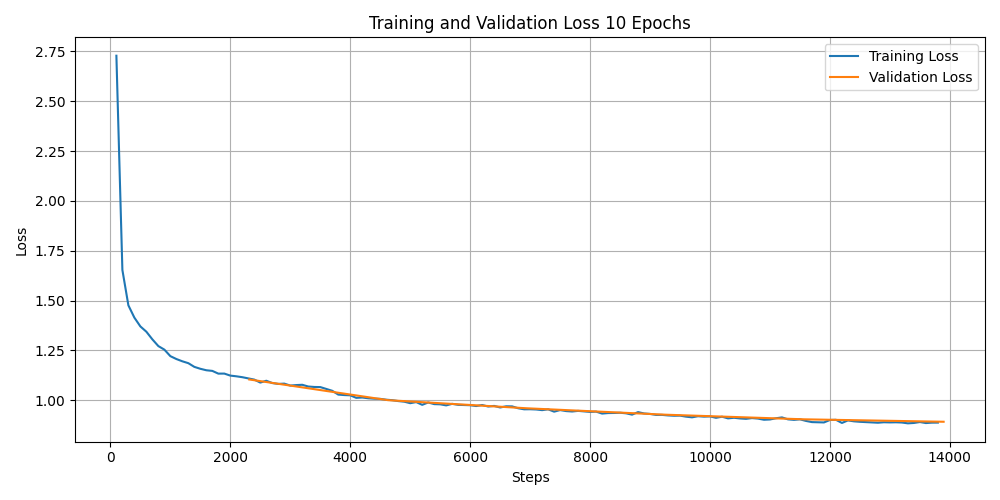 Training and Validation Loss 10 Epochs
Training Loss
Validation Loss
Loss
2.75
2.50
2.25
2.00
1.75
1.50
1.25
1.00
0 2000 4000 6000 8000 10000 12000 14000
Steps